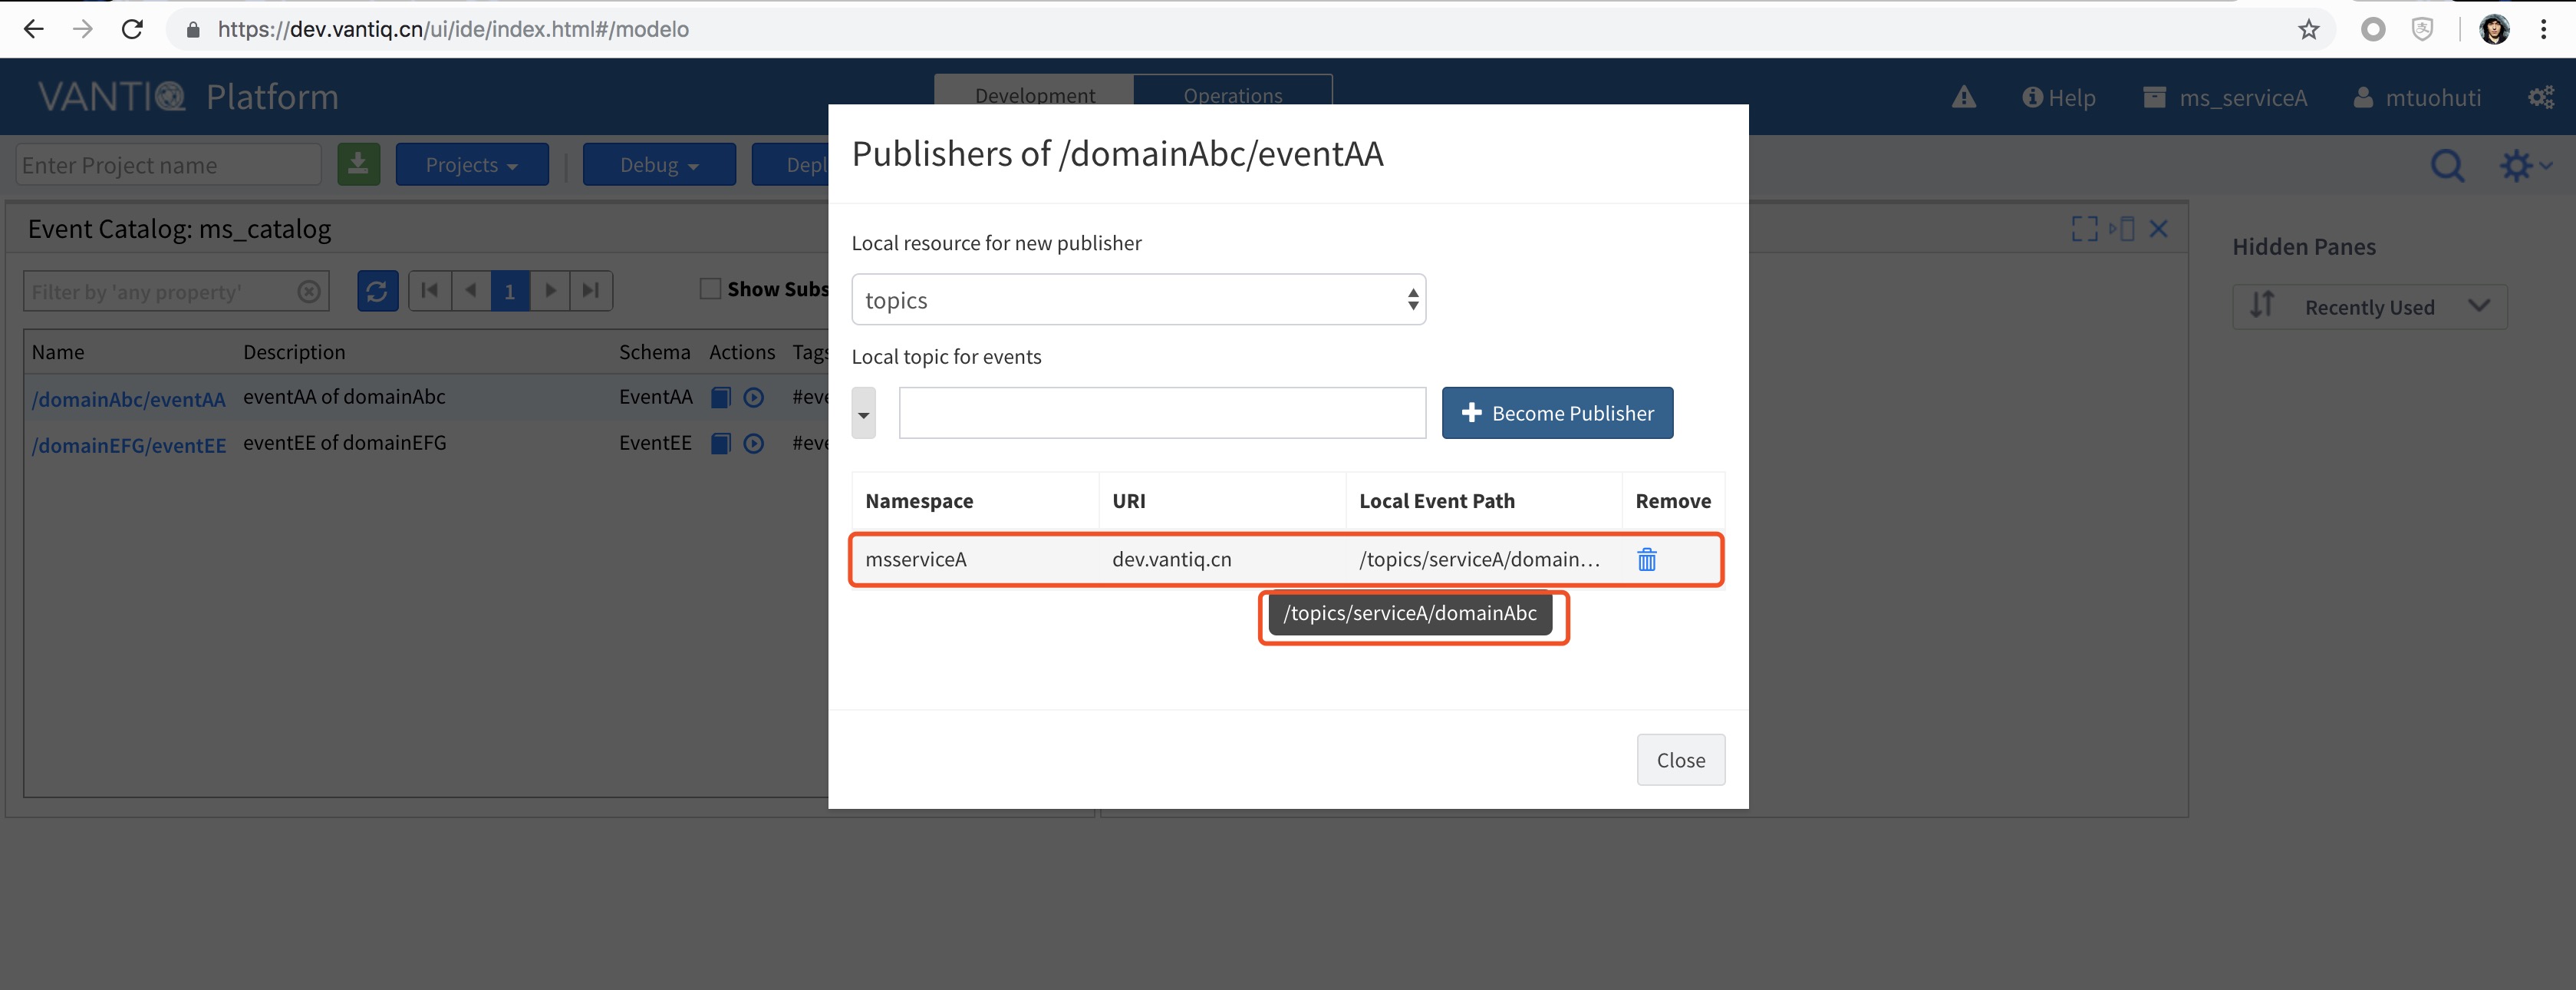 https://dev.vantiq.cn/ui/ide/index.html#/modelo
VANTIQ Platform
Development
Operations
Help
ms_serviceA
mtuohuti
Enter Project name
Projects
Debug
Depl
Event Catalog: ms_catalog
Hidden Panes
Filter by 'any property'
1
Show Subs
Recently Used
Name Description Schema Actions Tags
/domainAbc/eventAA eventAA of domainAbc EventAA #eve
/domainEFG/eventEE eventEE of domainEFG EventEE #eve
Publishers of /domainAbc/eventAA
Local resource for new publisher
topics
Local topic for events
Become Publisher
Namespace URI Local Event Path Remove
msserviceA dev.vantiq.cn /topics/serviceA/domain...
/topics/serviceA/domainAbc
Close